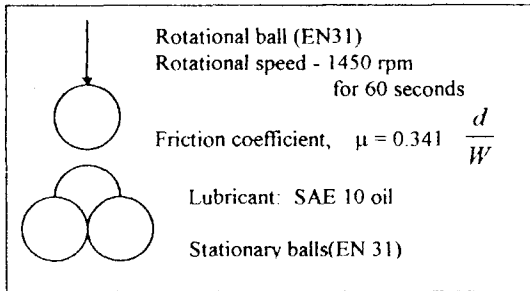 Rotational ball (EN31)
Rotational speed - 1450 rpm
for 60 seconds
Friction coefficient, μ = 0.341 d/W
Lubricant: SAE 10 oil
Stationary balls(EN 31)